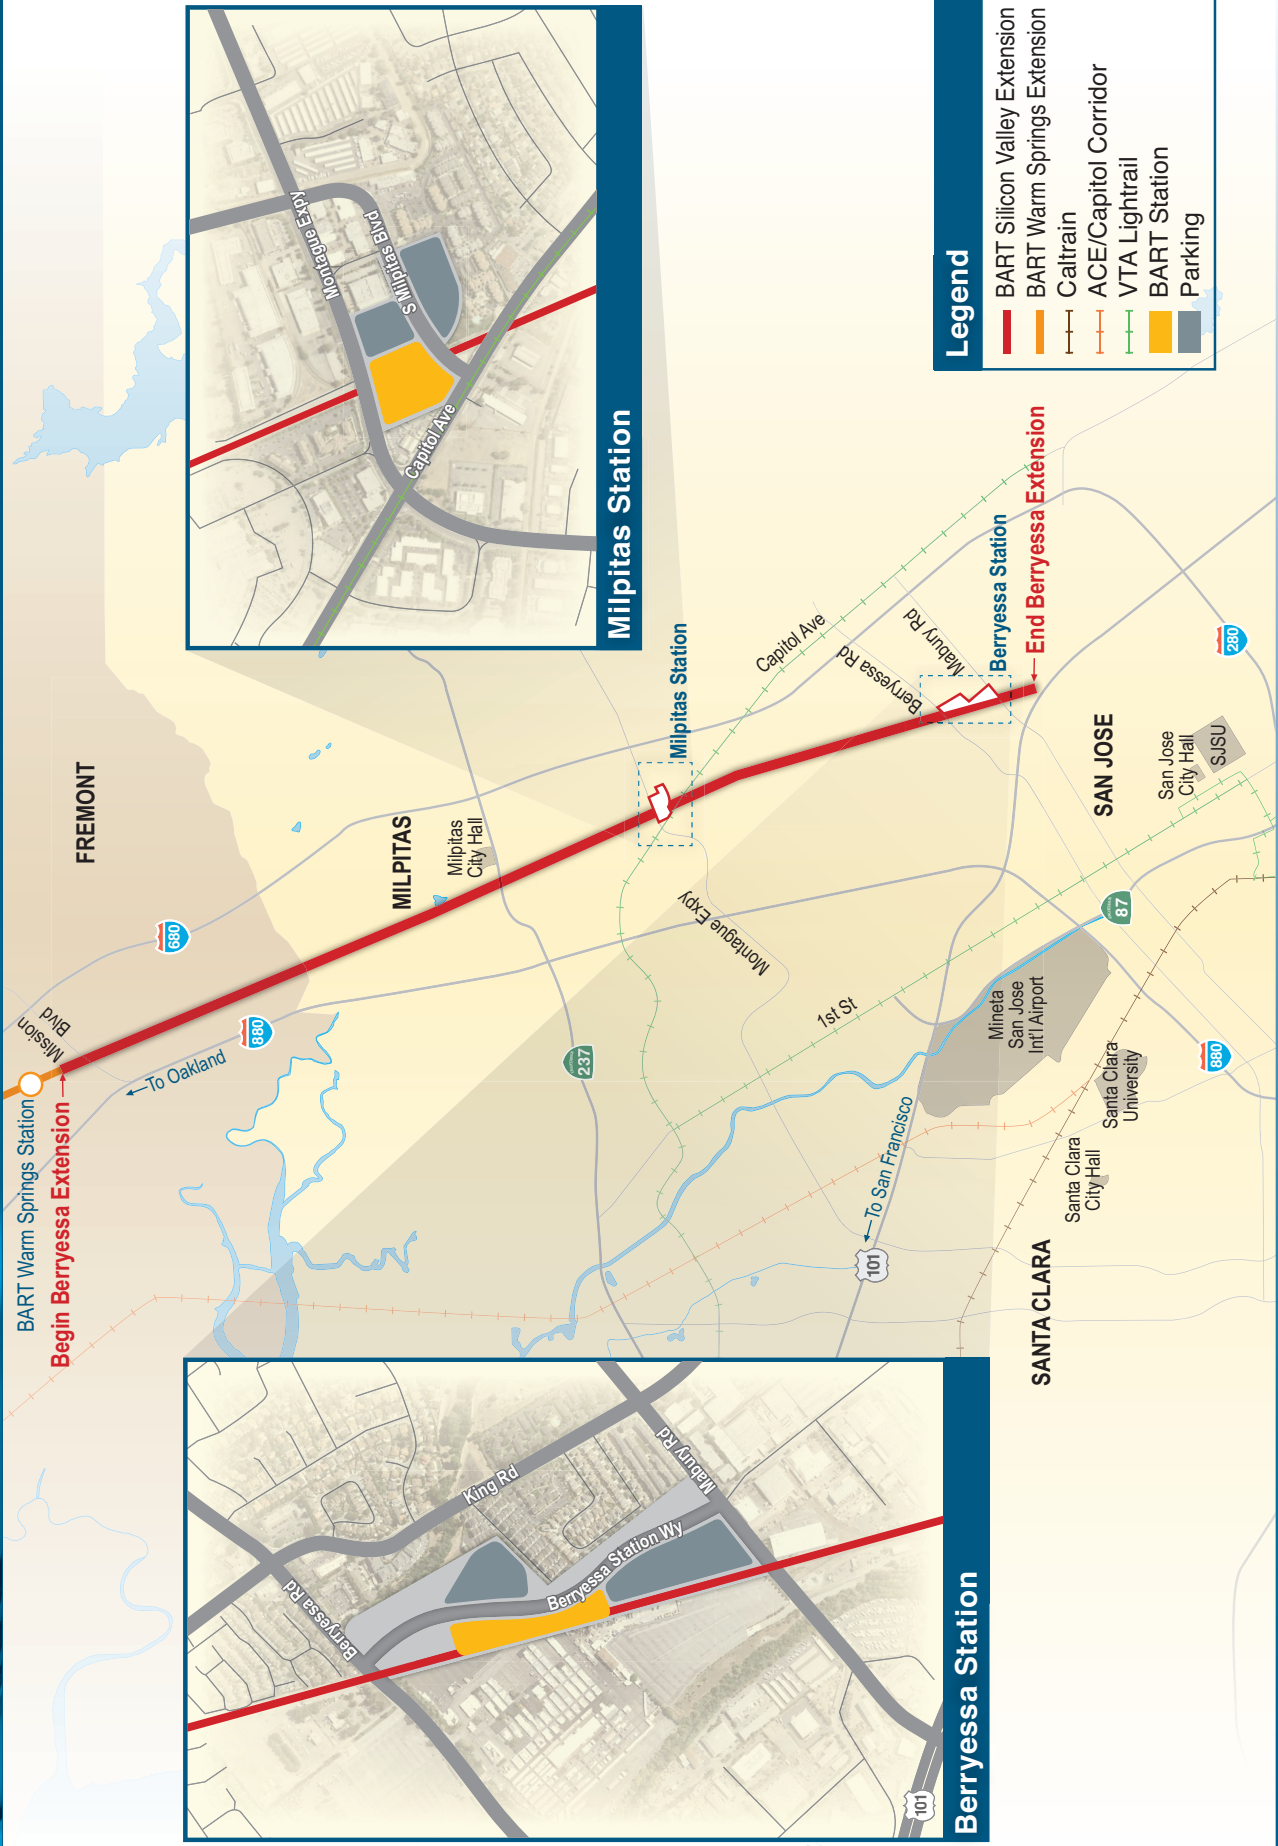 BART Warm Springs Station
Begin Berryessa Extension
Mission
Blvd
To Oakland
FREMONT
680
880
MILPITAS
Milpitas
City Hall
237
Milpitas Station
Montague Expy
Capitol Ave
1st St
Berryessa Rd
Mabury Rd
Berryessa Station
End Berryessa Extension
To San Francisco
101
Mineta
San Jose
Int'l Airport
87
SAN JOSE
San Jose
City Hall
SJSU
280
Santa Clara
University
Santa Clara
City Hall
SANTA CLARA
880
Montague Expy
S Milpitas Blvd
Capitol Ave
Milpitas Station
Berryessa Rd
King Rd
Mabury Rd
Berryessa Station Wy
101
Berryessa Station
Legend
BART Silicon Valley Extension
BART Warm Springs Extension
Caltrain
ACE/Capitol Corridor
VTA Lightrail
BART Station
Parking